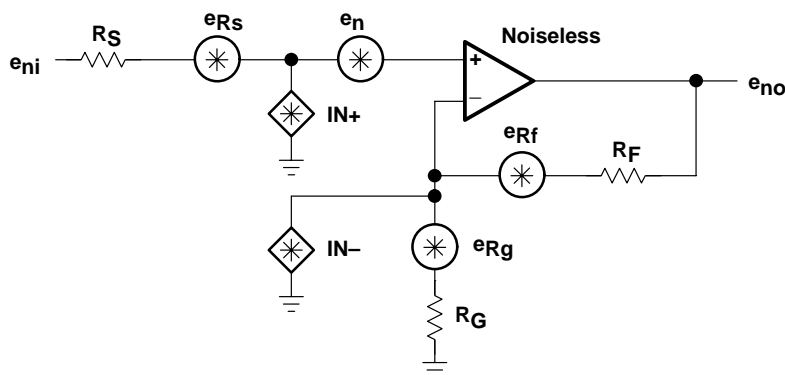 eRs
en
Noiseless
RS
eni
+
–
eno
IN+
eRf
RF
IN–
eRg
RG